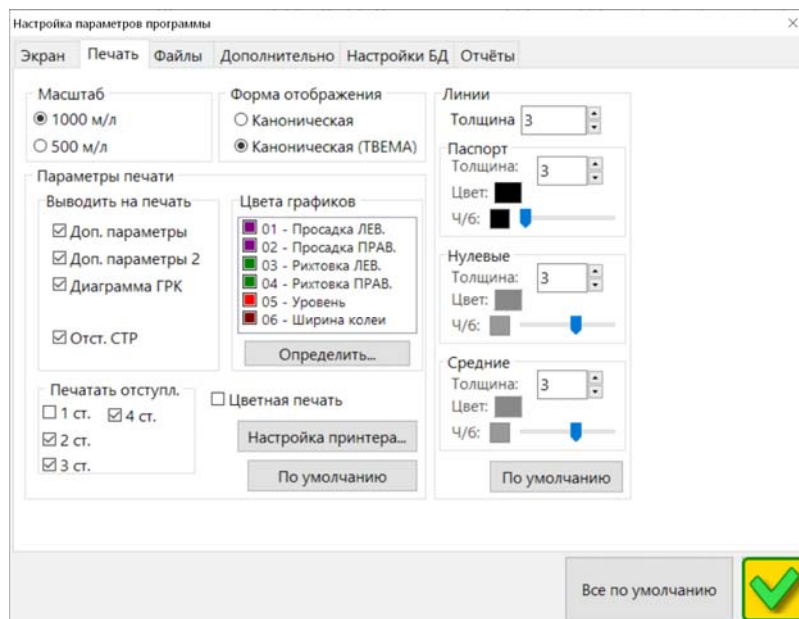 Настройка параметров программы
Экран Печать Файлы Дополнительно Настройки БД Отчёты
Масштаб
1000 м/л
500 м/л
Форма отображения
Каноническая
Каноническая (ТВЕМА)
Параметры печати
Выводить на печать
Доп. параметры
Доп. параметры 2
Диаграмма ГРК
Отст. СТР
Цвета графиков
01 - Просадка ЛЕВ.
02 - Просадка ПРАВ.
03 - Рихтовка ЛЕВ.
04 - Рихтовка ПРАВ.
05 - Уровень
06 - Ширина колеи
Определить...
Печатать отступл.
1 ст. 4 ст.
2 ст.
3 ст.
Цветная печать
Настройка принтера...
По умолчанию
Линии
Толщина 3
Паспорт
Толщина: 3
Цвет:
Ч/б:
Нулевые
Толщина: 3
Цвет:
Ч/б:
Средние
Толщина: 3
Цвет:
Ч/б:
По умолчанию
Все по умолчанию